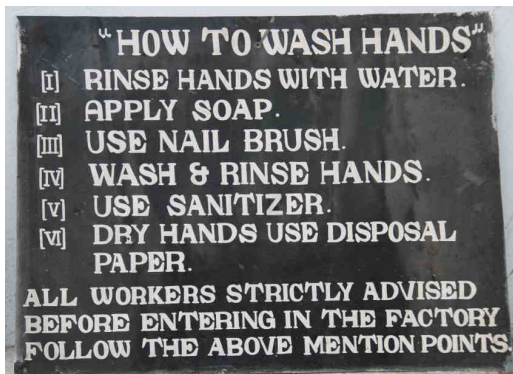 "HOW TO WASH HANDS"
[I] RINSE HANDS WITH WATER.
[II] APPLY SOAP.
[III] USE NAIL BRUSH.
[IV] WASH & RINSE HANDS.
[V] USE SANITIZER.
[VI] DRY HANDS USE DISPOSAL
PAPER.
ALL WORKERS STRICTLY ADVISED
BEFORE ENTERING IN THE FACTORY
FOLLOW THE ABOVE MENTION POINTS.